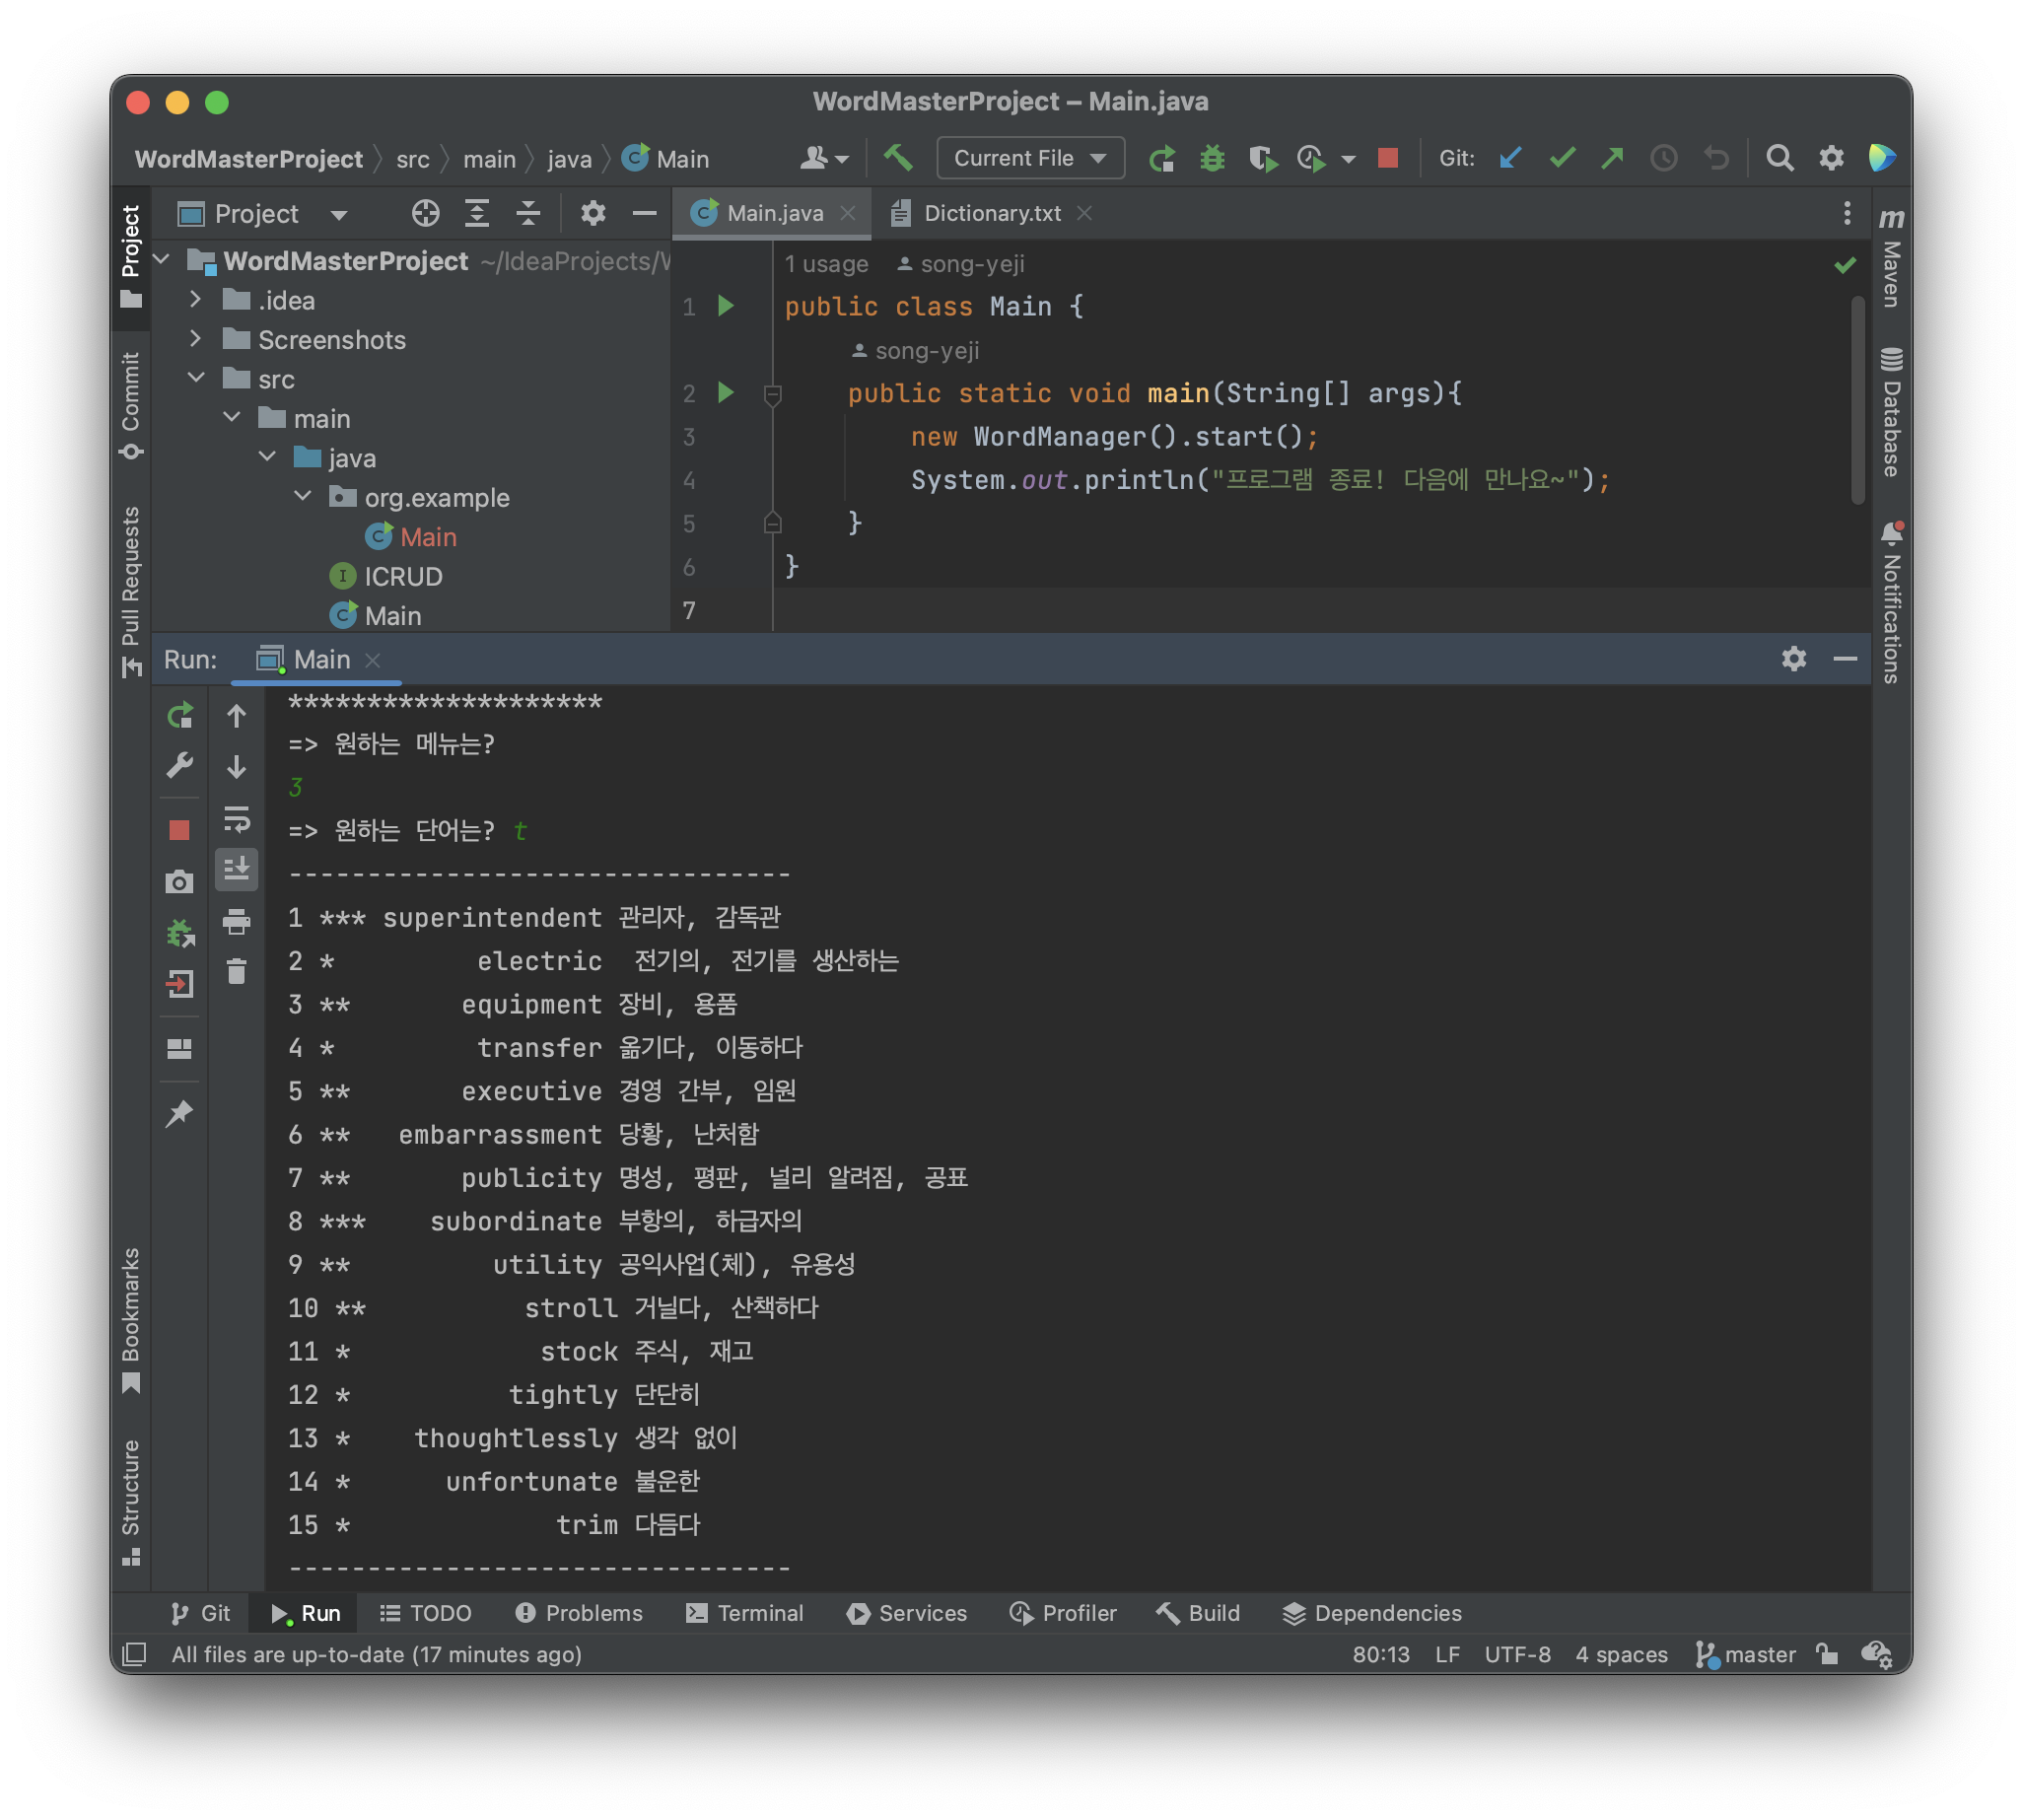 WordMasterProject – Main.java
WordMasterProject src main java Main
Current File
Git:
Project
Main.java
Dictionary.txt
WordMasterProject ~/IdeaProjects/W
.idea
Screenshots
src
main
java
org.example
Main
ICRUD
Main
1 usage song-yeji
1 public class Main {
song-yeji
2 public static void main(String[] args){
3 new WordManager().start();
4 System.out.println("프로그램 종료! 다음에 만나요~");
5 }
6 }
7
Project
Commit
Pull Requests
Bookmarks
Structure
m Maven
Database
Notifications
Run: Main
********************
=> 원하는 메뉴는?
3
=> 원하는 단어는? t
--------------------------------
1 *** superintendent 관리자, 감독관
2 * electric  전기의, 전기를 생산하는
3 ** equipment 장비, 용품
4 * transfer 옮기다, 이동하다
5 ** executive 경영 간부, 임원
6 ** embarrassment 당황, 난처함
7 ** publicity 명성, 평판, 널리 알려짐, 공표
8 *** subordinate 부항의, 하급자의
9 ** utility 공익사업(체), 유용성
10 ** stroll 거닐다, 산책하다
11 * stock 주식, 재고
12 * tightly 단단히
13 * thoughtlessly 생각 없이
14 * unfortunate 불운한
15 * trim 다듬다
--------------------------------
Git Run TODO Problems Terminal Services Profiler Build Dependencies
All files are up-to-date (17 minutes ago) 80:13 LF UTF-8 4 spaces master